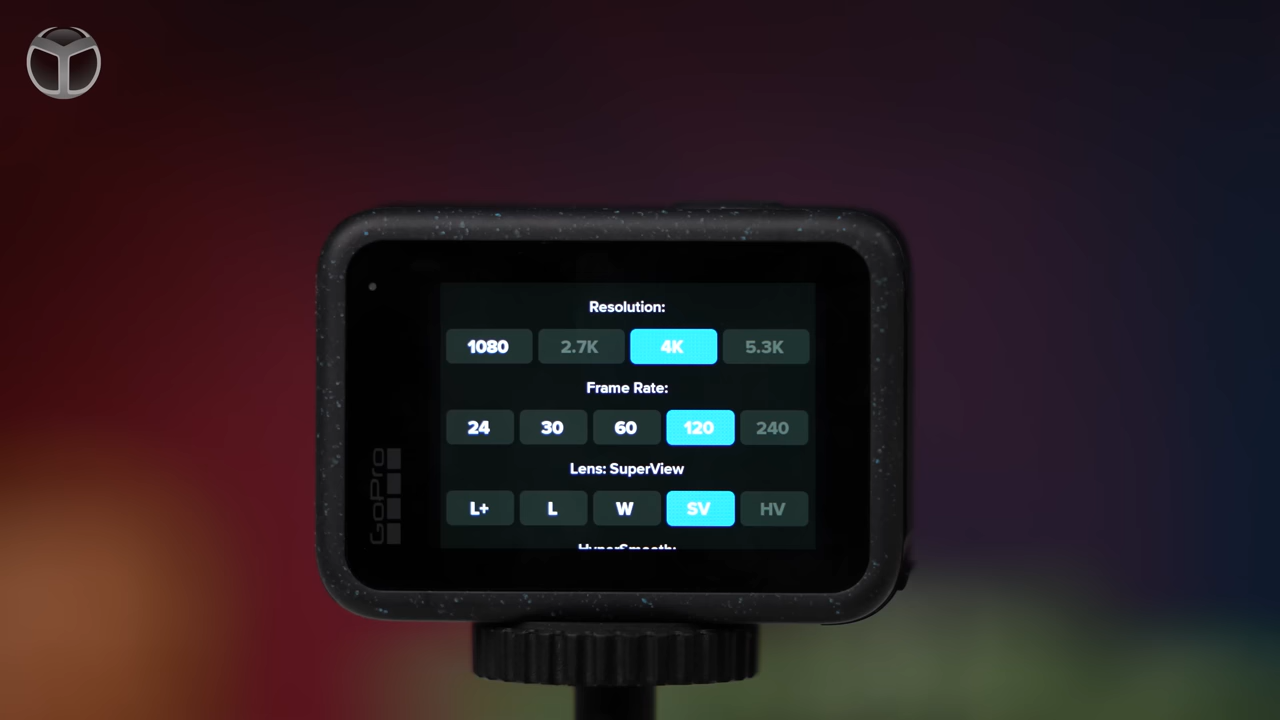 Resolution:
1080 2.7K 4K 5.3K
Frame Rate:
24 30 60 120 240
Lens: SuperView
L+ L W SV HV
HyperSmooth:
GoPro